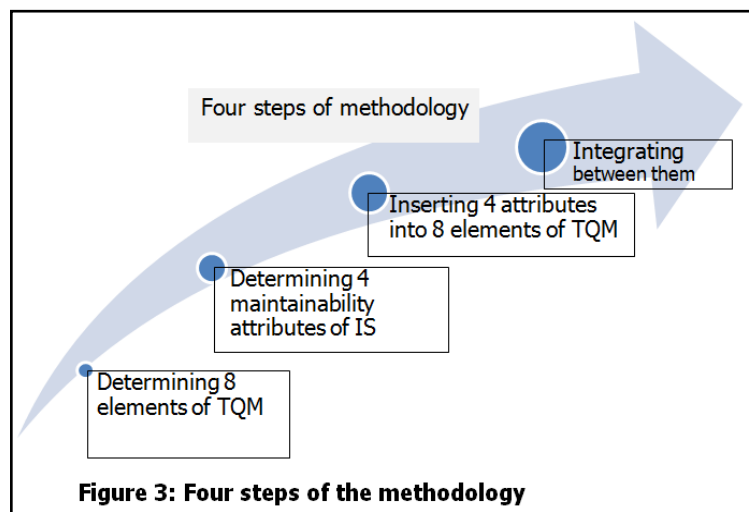 Four steps of methodology
Integrating
between them
Inserting 4 attributes
into 8 elements of TQM
Determining 4
maintainability
attributes of IS
Determining 8
elements of TQM
Figure 3: Four steps of the methodology